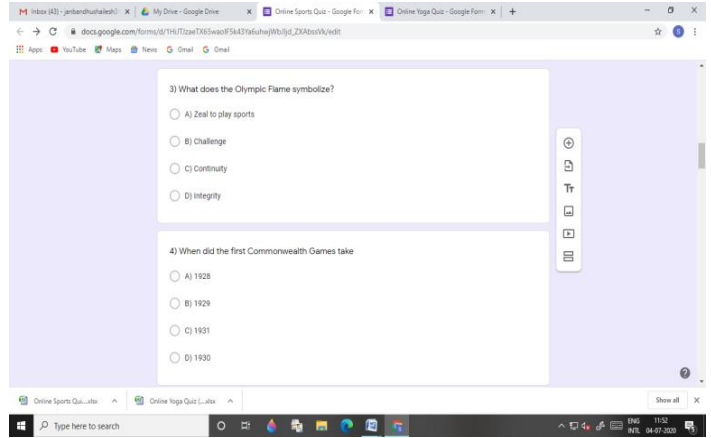 Inbox (43) - janbandhushailesh@
My Drive - Google Drive
Online Sports Quiz - Google For
Online Yoga Quiz - Google Form
Apps
YouTube
Maps
News
Gmail
Gmail
3) What does the Olympic Flame symbolize?
A) Zeal to play sports
B) Challenge
C) Continuity
D) Integrity
4) When did the first Commonwealth Games take
A) 1928
B) 1929
C) 1931
D) 1930
Online Sports Qui....xlsx
Online Yoga Quiz (....xlsx
Show all
Type here to search
ENG
INTL
11:52
04-07-2020